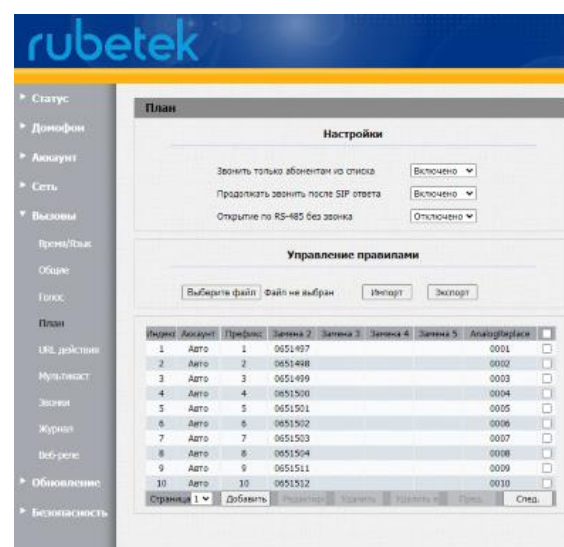 rubetek
Статус
Домофон
Аккаунт
Сеть
Вызовы
Время/Язык
Общие
Голос
План
URL действия
Мультикаст
Звонки
Журнал
Веб-реле
Обновление
Безопасность
План
Настройки
Звонить только абонентам из списка Включено
Продолжать звонить после SIP ответа Включено
Открытие по RS-485 без звонка Отключено
Управление правилами
Выберите файл Файл не выбран Импорт Экспорт
Индекс Аккаунт Префикс Замена 2 Замена 3 Замена 4 Замена 5 AnalogReplace
1 Авто 1 0651497 0001
2 Авто 2 0651498 0002
3 Авто 3 0651499 0003
4 Авто 4 0651500 0004
5 Авто 5 0651501 0005
6 Авто 6 0651502 0006
7 Авто 7 0651503 0007
8 Авто 8 0651504 0008
9 Авто 9 0651511 0009
10 Авто 10 0651512 0010
Страница 1 Добавить Удалить Пред. След.